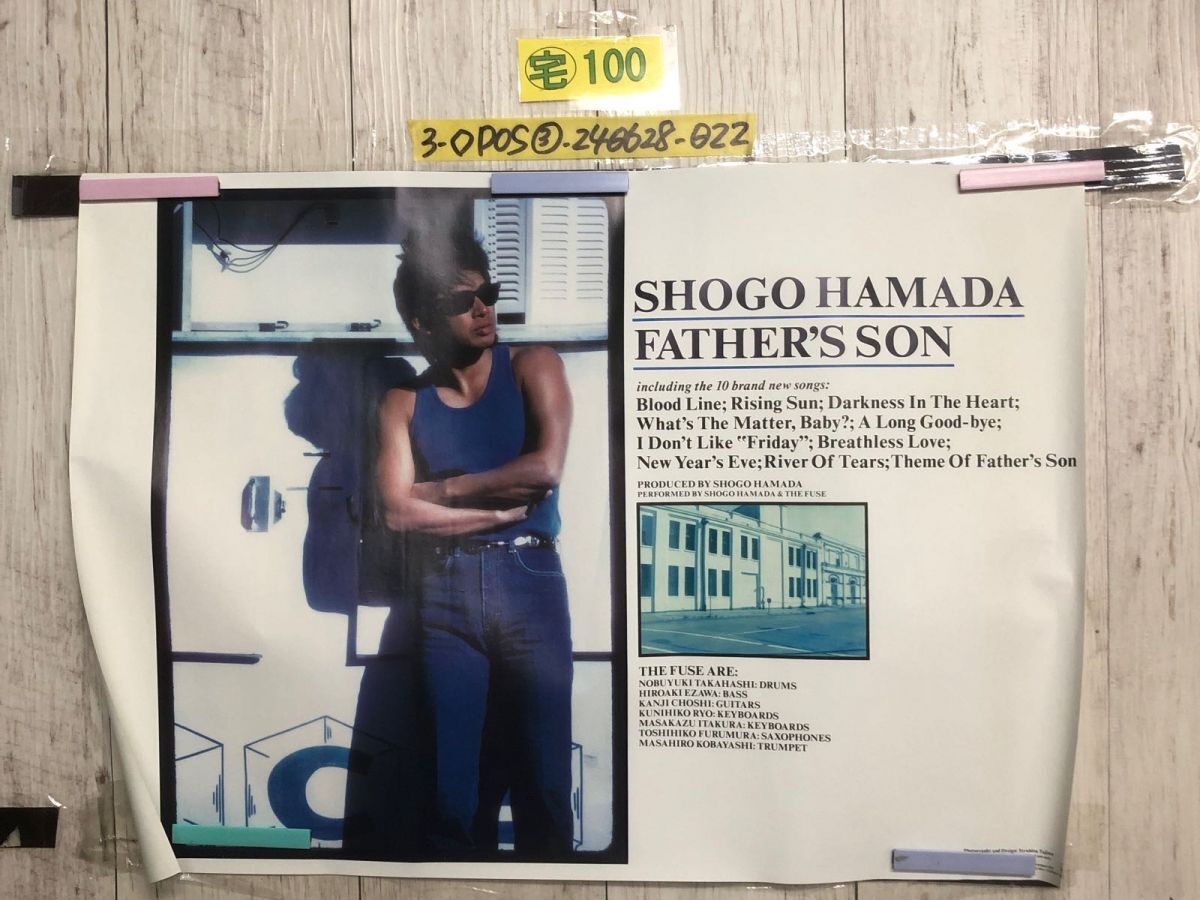 宅 100
3-OPOS②-240628-022
SHOGO HAMADA
FATHER'S SON
including the 10 brand new songs:
Blood Line; Rising Sun; Darkness In The Heart;
What's The Matter, Baby?; A Long Good-bye;
I Don't Like "Friday"; Breathless Love;
New Year's Eve; River Of Tears; Theme Of Father's Son
PRODUCED BY SHOGO HAMADA
PERFORMED BY SHOGO HAMADA & THE FUSE
THE FUSE ARE:
NOBUYUKI TAKAHASHI: DRUMS
HIROAKI EZAWA: BASS
KANJI CHOSHI: GUITARS
KUNIHIKO RYO: KEYBOARDS
MASAKAZU ITAKURA: KEYBOARDS
TOSHIHIKO FURUMURA: SAXOPHONES
MASAHIRO KOBAYASHI: TRUMPET